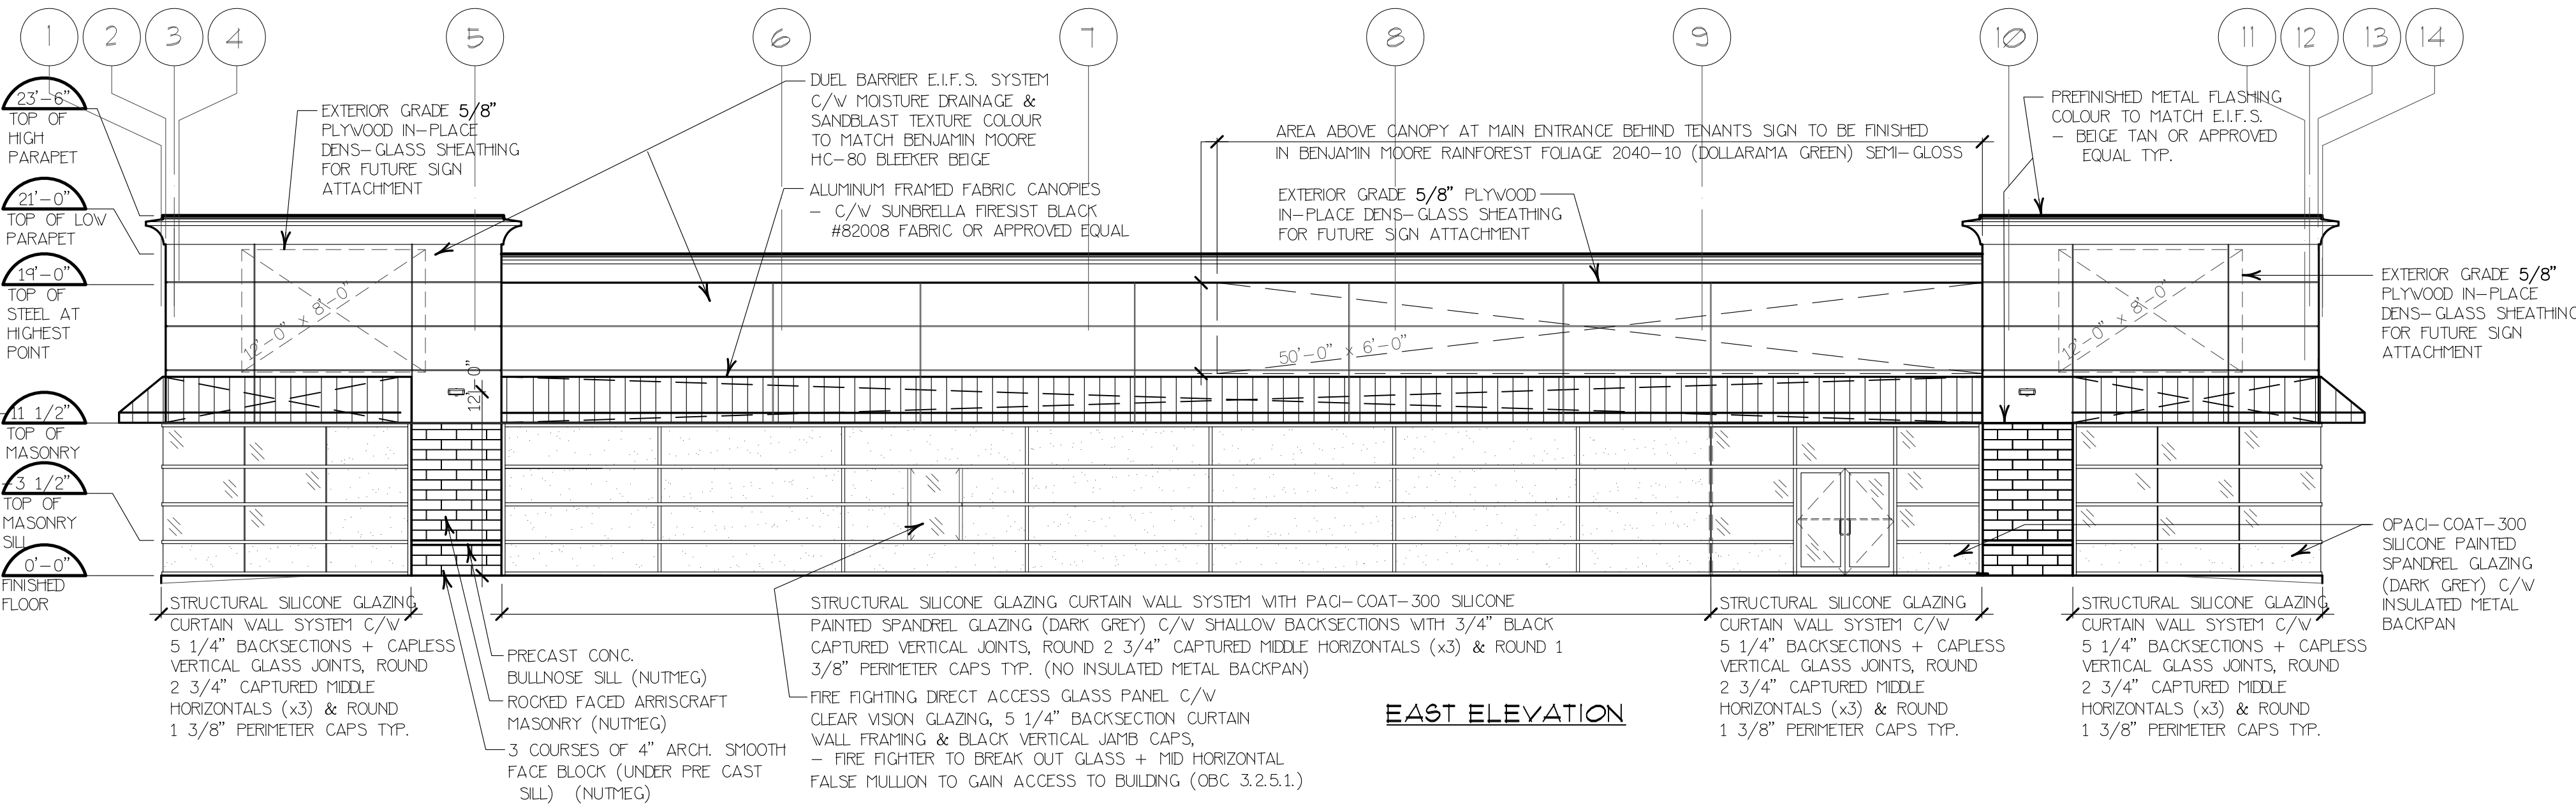 1 2 3 4 5 6 7 8 9 10 11 12 13 14
23'-6"
TOP OF
HIGH
PARAPET
21'-0"
TOP OF LOW
PARAPET
19'-0"
TOP OF
STEEL AT
HIGHEST
POINT
11 1/2"
TOP OF
MASONRY
3 1/2"
TOP OF
MASONRY
SILL
0'-0"
FINISHED
FLOOR
EXTERIOR GRADE 5/8"
PLYWOOD IN-PLACE
DENS-GLASS SHEATHING
FOR FUTURE SIGN
ATTACHMENT
DUEL BARRIER E.I.F.S. SYSTEM
C/W MOISTURE DRAINAGE &
SANDBLAST TEXTURE COLOUR
TO MATCH BENJAMIN MOORE
HC-80 BLEEKER BEIGE
ALUMINUM FRAMED FABRIC CANOPIES
- C/W SUNBRELLA FIRESIST BLACK
#82008 FABRIC OR APPROVED EQUAL
AREA ABOVE CANOPY AT MAIN ENTRANCE BEHIND TENANTS SIGN TO BE FINISHED
IN BENJAMIN MOORE RAINFOREST FOLIAGE 2040-10 (DOLLARAMA GREEN) SEMI-GLOSS
EXTERIOR GRADE 5/8" PLYWOOD
IN-PLACE DENS-GLASS SHEATHING
FOR FUTURE SIGN ATTACHMENT
PREFINISHED METAL FLASHING
COLOUR TO MATCH E.I.F.S.
- BEIGE TAN OR APPROVED
EQUAL TYP.
EXTERIOR GRADE 5/8"
PLYWOOD IN-PLACE
DENS-GLASS SHEATHING
FOR FUTURE SIGN
ATTACHMENT
12'-0" x 8'-0"
12'-0"
50'-0" x 6'-0"
12'-0" x 8'-0"
OPACI-COAT-300
SILICONE PAINTED
SPANDREL GLAZING
(DARK GREY) C/W
INSULATED METAL
BACKPAN
STRUCTURAL SILICONE GLAZING
CURTAIN WALL SYSTEM C/W
5 1/4" BACKSECTIONS + CAPLESS
VERTICAL GLASS JOINTS, ROUND
2 3/4" CAPTURED MIDDLE
HORIZONTALS (x3) & ROUND
1 3/8" PERIMETER CAPS TYP.
PRECAST CONC.
BULLNOSE SILL (NUTMEG)
ROCKED FACED ARRISCRAFT
MASONRY (NUTMEG)
3 COURSES OF 4" ARCH. SMOOTH
FACE BLOCK (UNDER PRE CAST
SILL) (NUTMEG)
STRUCTURAL SILICONE GLAZING CURTAIN WALL SYSTEM WITH PACI-COAT-300 SILICONE
PAINTED SPANDREL GLAZING (DARK GREY) C/W SHALLOW BACKSECTIONS WITH 3/4" BLACK
CAPTURED VERTICAL JOINTS, ROUND 2 3/4" CAPTURED MIDDLE HORIZONTALS (x3) & ROUND 1
3/8" PERIMETER CAPS TYP. (NO INSULATED METAL BACKPAN)
FIRE FIGHTING DIRECT ACCESS GLASS PANEL C/W
CLEAR VISION GLAZING, 5 1/4" BACKSECTION CURTAIN
WALL FRAMING & BLACK VERTICAL JAMB CAPS,
- FIRE FIGHTER TO BREAK OUT GLASS + MID HORIZONTAL
FALSE MULLION TO GAIN ACCESS TO BUILDING (OBC 3.2.5.1.)
EAST ELEVATION
STRUCTURAL SILICONE GLAZING
CURTAIN WALL SYSTEM C/W
5 1/4" BACKSECTIONS + CAPLESS
VERTICAL GLASS JOINTS, ROUND
2 3/4" CAPTURED MIDDLE
HORIZONTALS (x3) & ROUND
1 3/8" PERIMETER CAPS TYP.
STRUCTURAL SILICONE GLAZING
CURTAIN WALL SYSTEM C/W
5 1/4" BACKSECTIONS + CAPLESS
VERTICAL GLASS JOINTS, ROUND
2 3/4" CAPTURED MIDDLE
HORIZONTALS (x3) & ROUND
1 3/8" PERIMETER CAPS TYP.